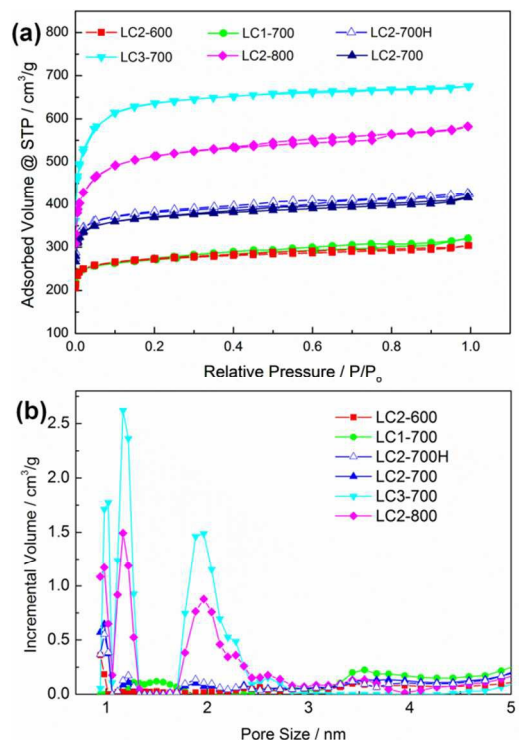 (a)
LC2-600 LC1-700 LC2-700H
LC3-700 LC2-800 LC2-700
800
700
600
500
400
300
200
100
Adsorbed Volume @ STP / cm³/g
0.0 0.2 0.4 0.6 0.8 1.0
Relative Pressure / P/Pₒ
(b)
LC2-600
LC1-700
LC2-700H
LC2-700
LC3-700
LC2-800
2.5
2.0
1.5
1.0
0.5
0.0
Incremental Volume / cm³/g
1 2 3 4 5
Pore Size / nm